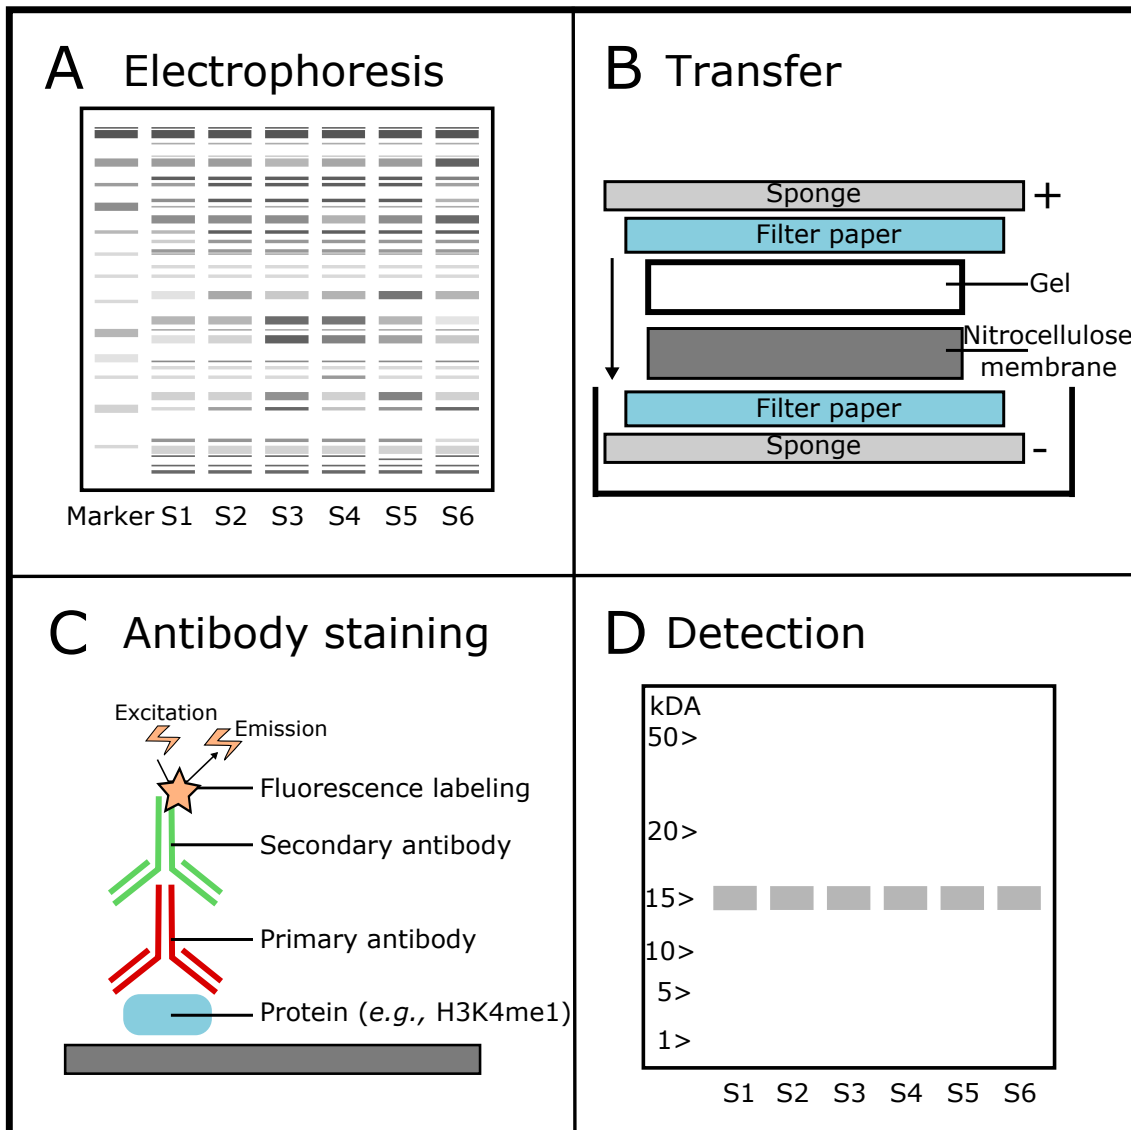 A Electrophoresis
Marker S1 S2 S3 S4 S5 S6
B Transfer
Sponge +
Filter paper
Gel
Nitrocellulose
membrane
Filter paper
Sponge -
C Antibody staining
Excitation
Emission
Fluorescence labeling
Secondary antibody
Primary antibody
Protein (e.g., H3K4me1)
D Detection
kDA
50>
20>
15>
10>
5>
1>
S1 S2 S3 S4 S5 S6